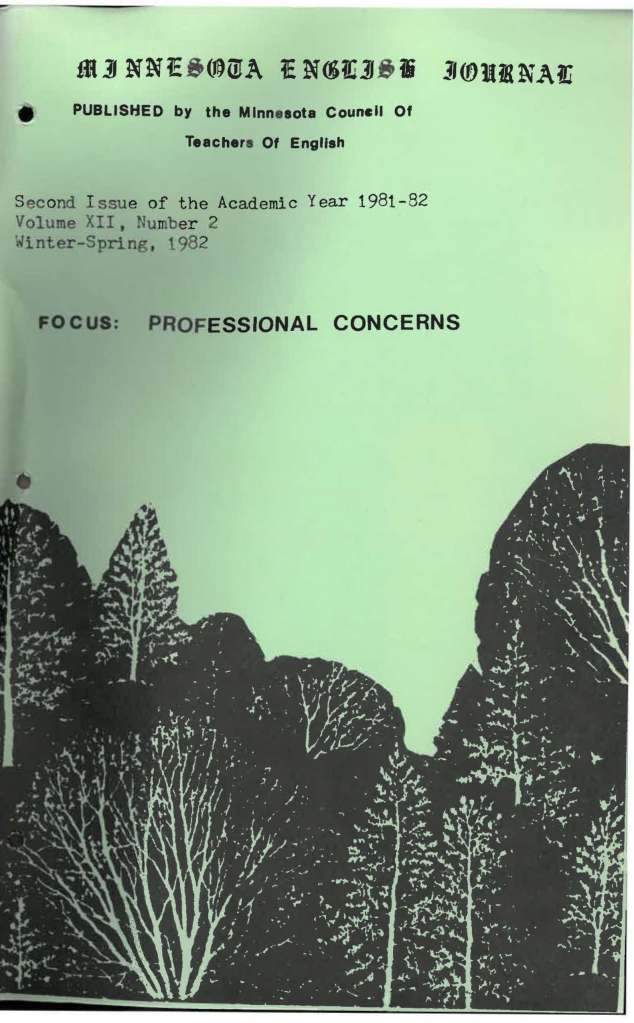 MINNESOTA ENGLISH JOURNAL
PUBLISHED by the Minnesota Council Of
Teachers Of English
Second Issue of the Academic Year 1981-82
Volume XII, Number 2
Winter-Spring, 1982
FOCUS: PROFESSIONAL CONCERNS